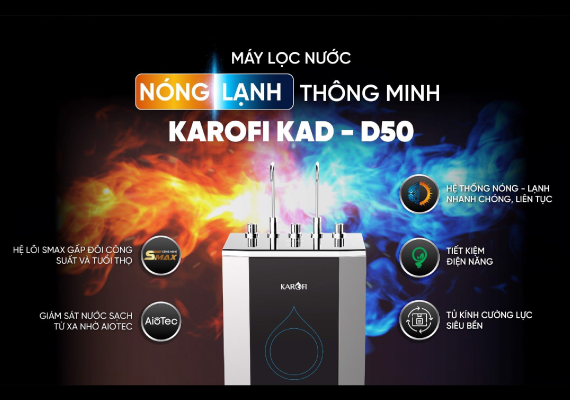 MÁY LỌC NƯỚC
NÓNG LẠNH THÔNG MINH
KAROFI KAD - D50
HỆ THỐNG NÓNG - LẠNH
NHANH CHÓNG, LIÊN TỤC
HỆ LÕI SMAX GẤP ĐÔI CÔNG
SUẤT VÀ TUỔI THỌ
SMAX
TIẾT KIỆM
ĐIỆN NĂNG
KAROFI
GIÁM SÁT NƯỚC SẠCH
TỪ XA NHỜ AIOTEC
AioTec
TỦ KÍNH CƯỜNG LỰC
SIÊU BỀN